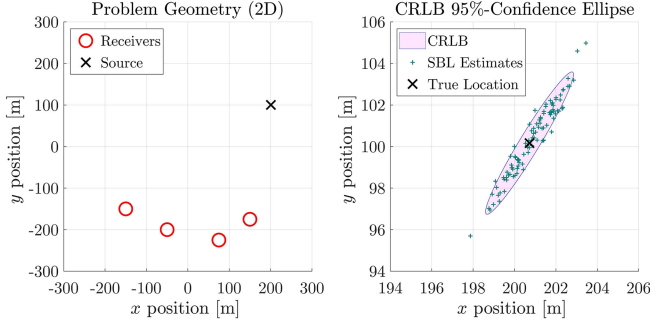 Problem Geometry (2D)
300
200
100
0
-100
-200
-300
y position [m]
Receivers
Source
-300 -200 -100 0 100 200 300
x position [m]
CRLB 95%-Confidence Ellipse
106
104
102
100
98
96
94
y position [m]
CRLB
SBL Estimates
True Location
194 196 198 200 202 204 206
x position [m]